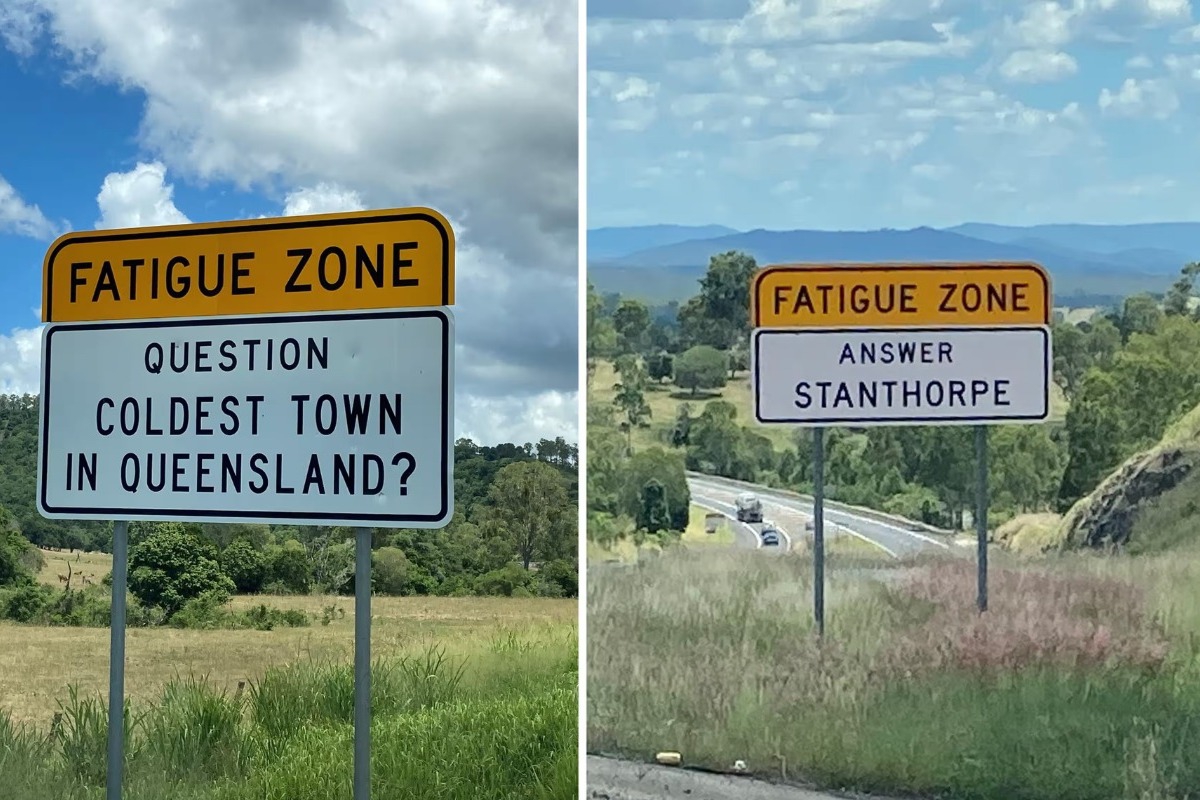 FATIGUE ZONE
QUESTION
COLDEST TOWN
IN QUEENSLAND?
FATIGUE ZONE
ANSWER
STANTHORPE